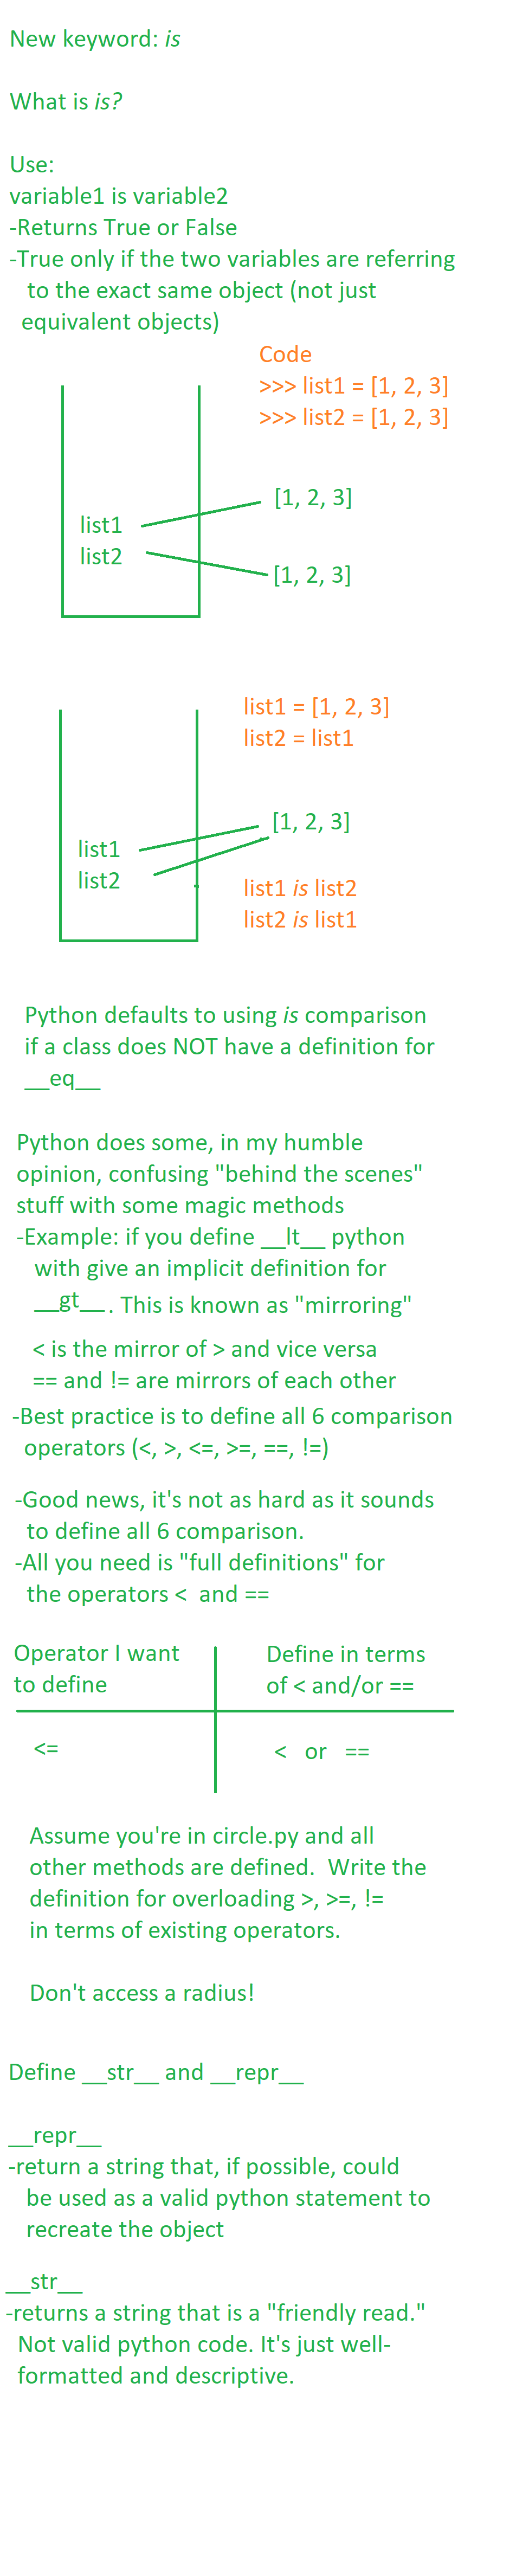 New keyword: is
What is is?
Use:
variable1 is variable2
-Returns True or False
-True only if the two variables are referring
to the exact same object (not just
equivalent objects)
Code
>>> list1 = [1, 2, 3]
>>> list2 = [1, 2, 3]
[1, 2, 3]
list1
list2
[1, 2, 3]
list1 = [1, 2, 3]
list2 = list1
[1, 2, 3]
list1
list2
list1 is list2
list2 is list1
Python defaults to using is comparison
if a class does NOT have a definition for
__eq__
Python does some, in my humble
opinion, confusing "behind the scenes"
stuff with some magic methods
-Example: if you define __lt__ python
with give an implicit definition for
__gt__. This is known as "mirroring"
< is the mirror of > and vice versa
== and != are mirrors of each other
-Best practice is to define all 6 comparison
operators (<, >, <=, >=, ==, !=)
-Good news, it's not as hard as it sounds
to define all 6 comparison.
-All you need is "full definitions" for
the operators < and ==
Operator I want
to define
Define in terms
of < and/or ==
<=
< or ==
Assume you're in circle.py and all
other methods are defined. Write the
definition for overloading >, >=, !=
in terms of existing operators.
Don't access a radius!
Define __str__ and __repr__
__repr__
-return a string that, if possible, could
be used as a valid python statement to
recreate the object
__str__
-returns a string that is a "friendly read."
Not valid python code. It's just well-
formatted and descriptive.